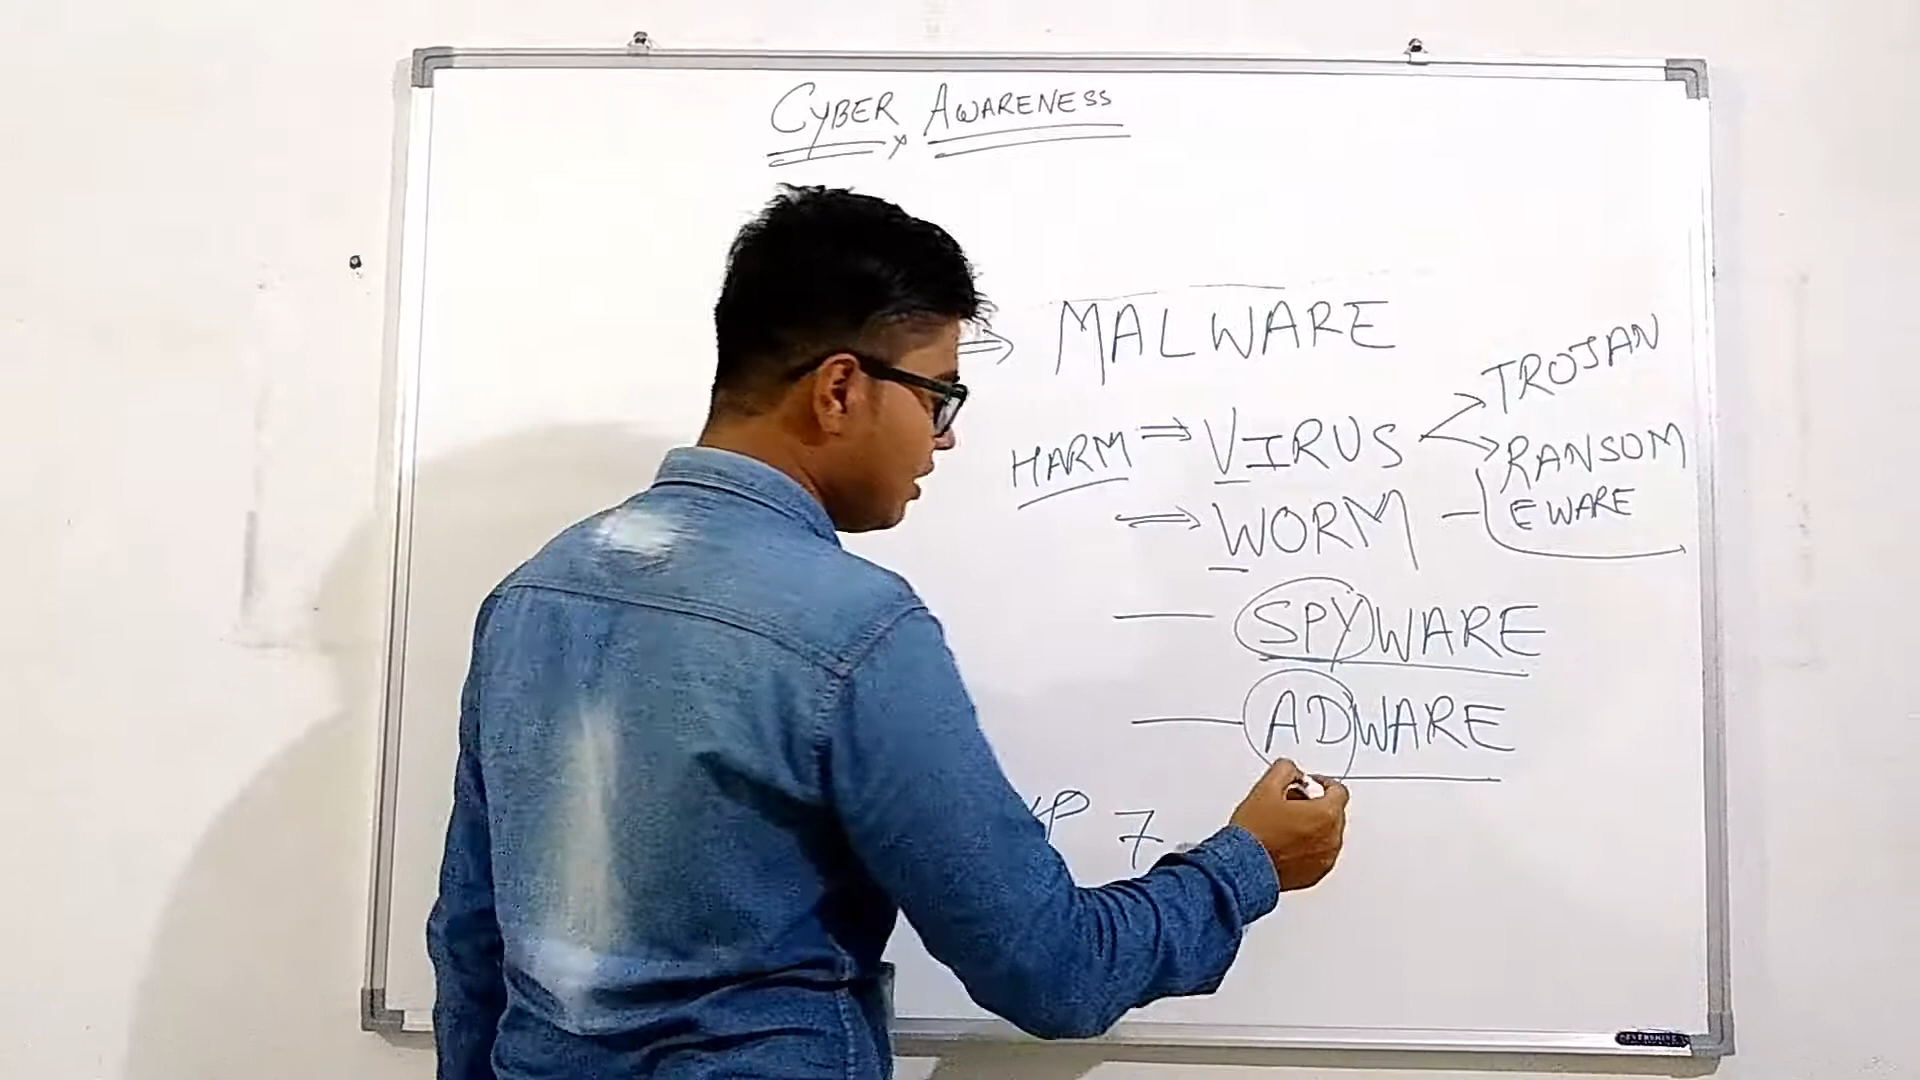 CYBER AWARENESS
MALWARE
HARM ⇒ VIRUS
TROJAN
RANSOM
EWARE
⇒ WORM
SPYWARE
ADWARE
7